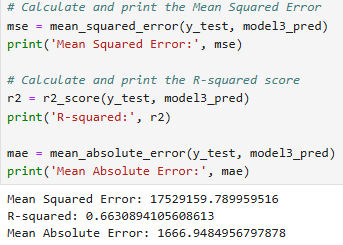 # Calculate and print the Mean Squared Error
mse = mean_squared_error(y_test, model3_pred)
print('Mean Squared Error:', mse)
# Calculate and print the R-squared score
r2 = r2_score(y_test, model3_pred)
print('R-squared:', r2)
mae = mean_absolute_error(y_test, model3_pred)
print('Mean Absolute Error:', mae)
Mean Squared Error: 17529159.789959516
R-squared: 0.6630894105608613
Mean Absolute Error: 1666.9484956797878